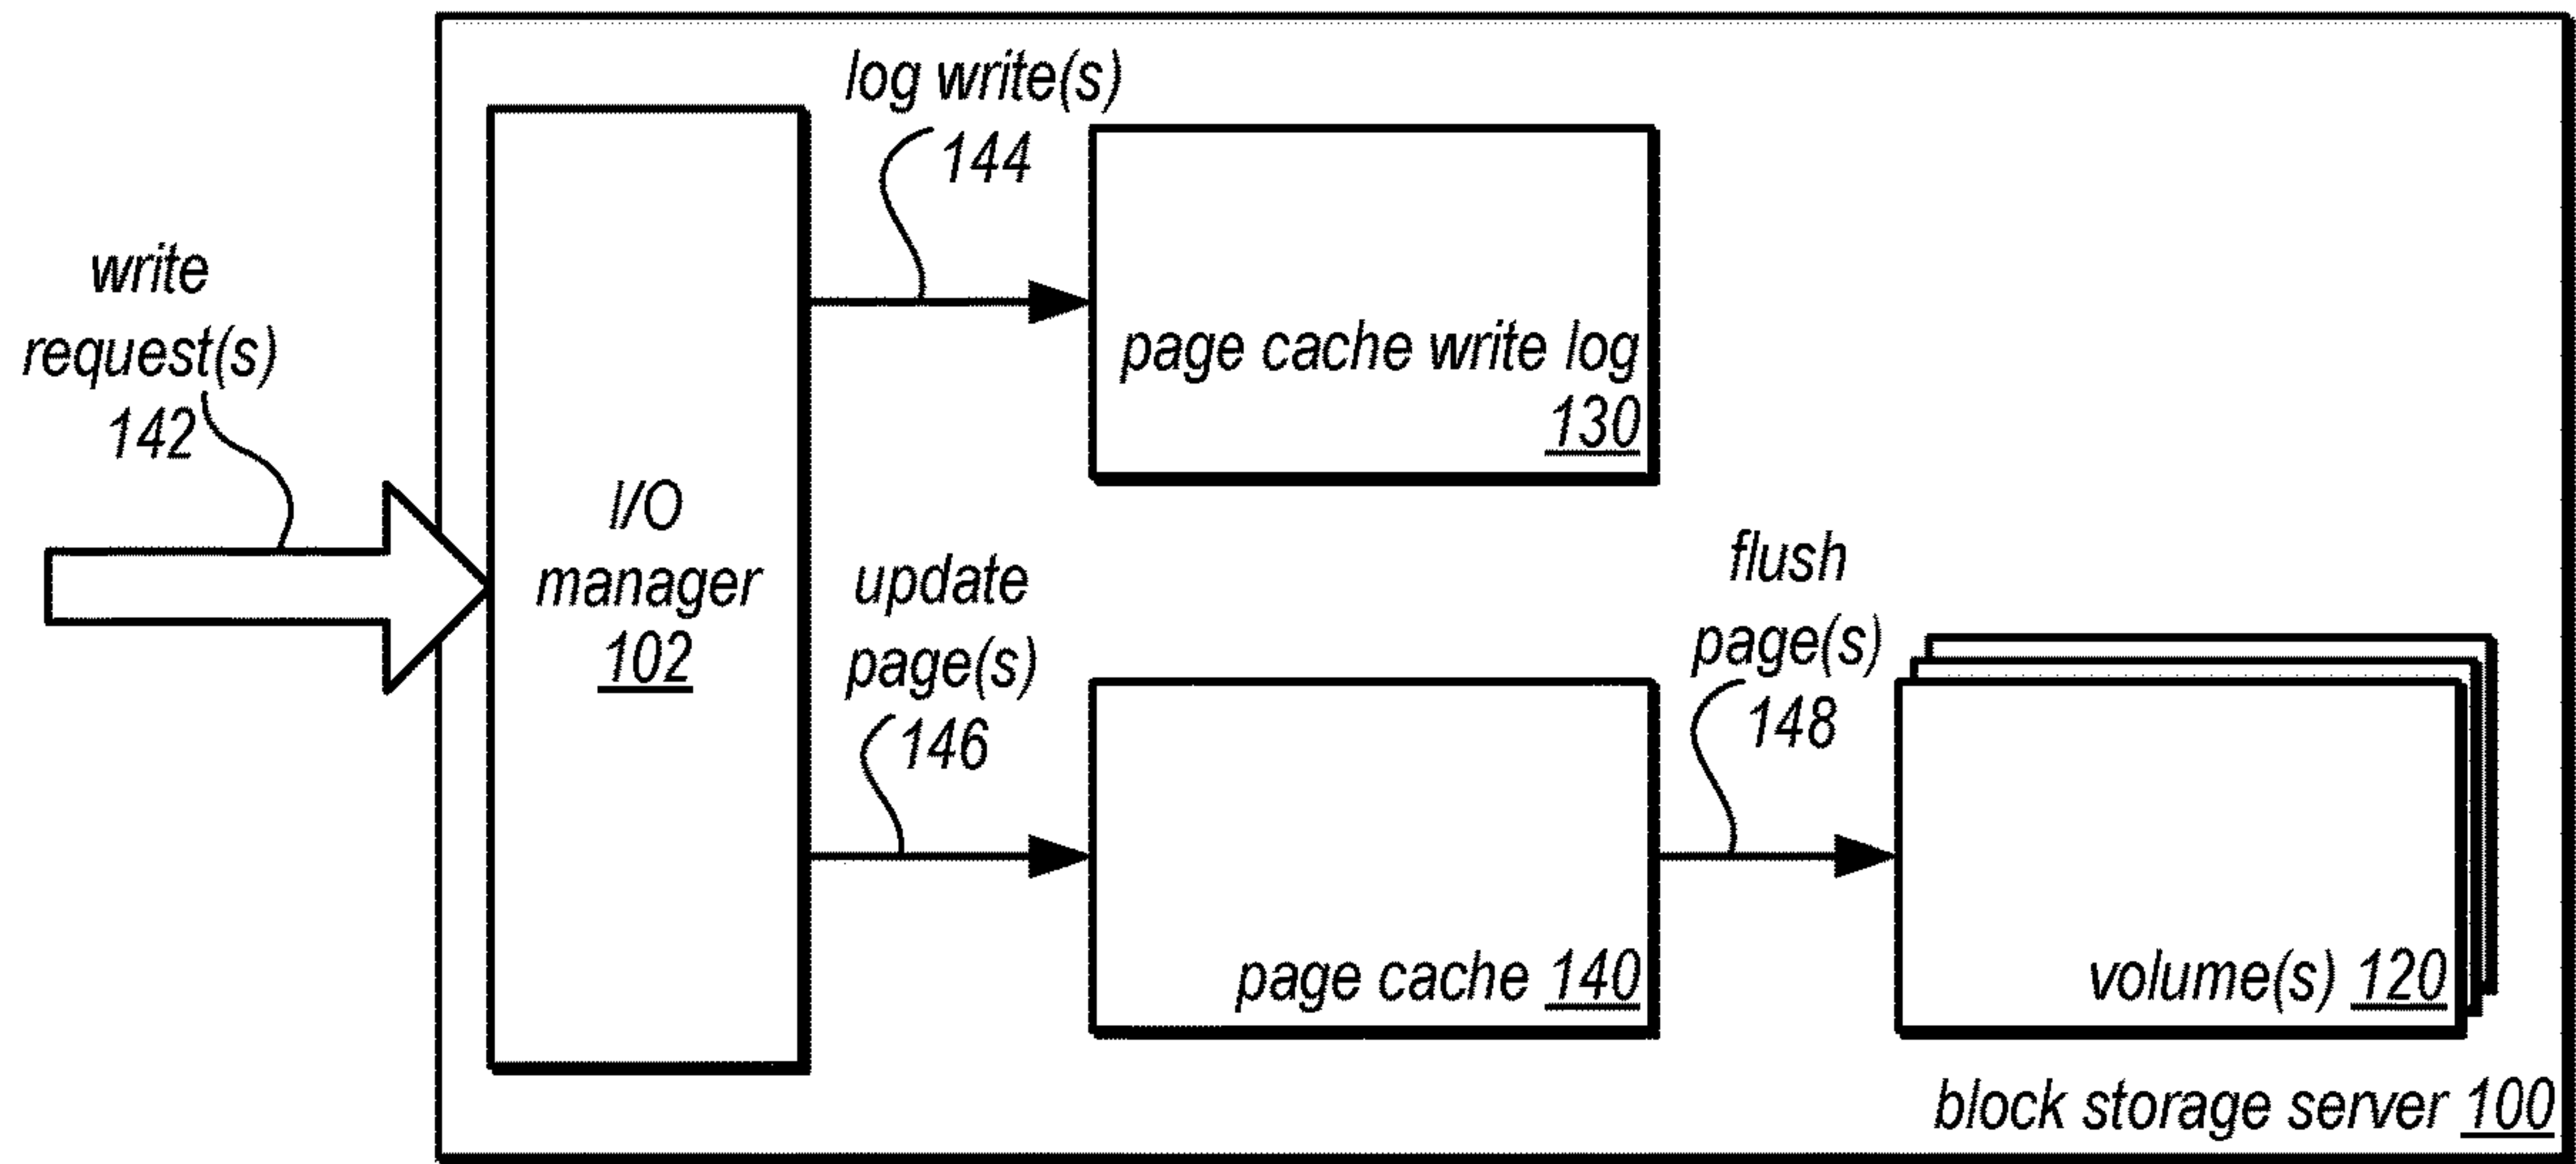 write
request(s)
142
I/O
manager
102
log write(s)
144
page cache write log
130
update
page(s)
146
page cache 140
flush
page(s)
148
volume(s) 120
block storage server 100